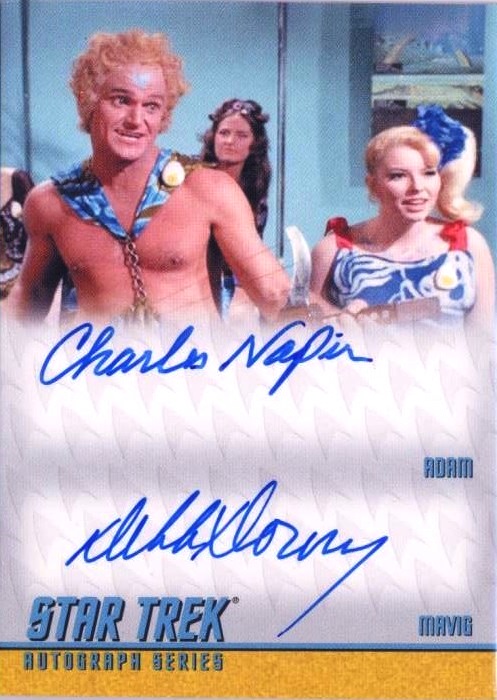 Charles Napier
ADAM
STAR TREK®
MAVIG
AUTOGRAPH SERIES